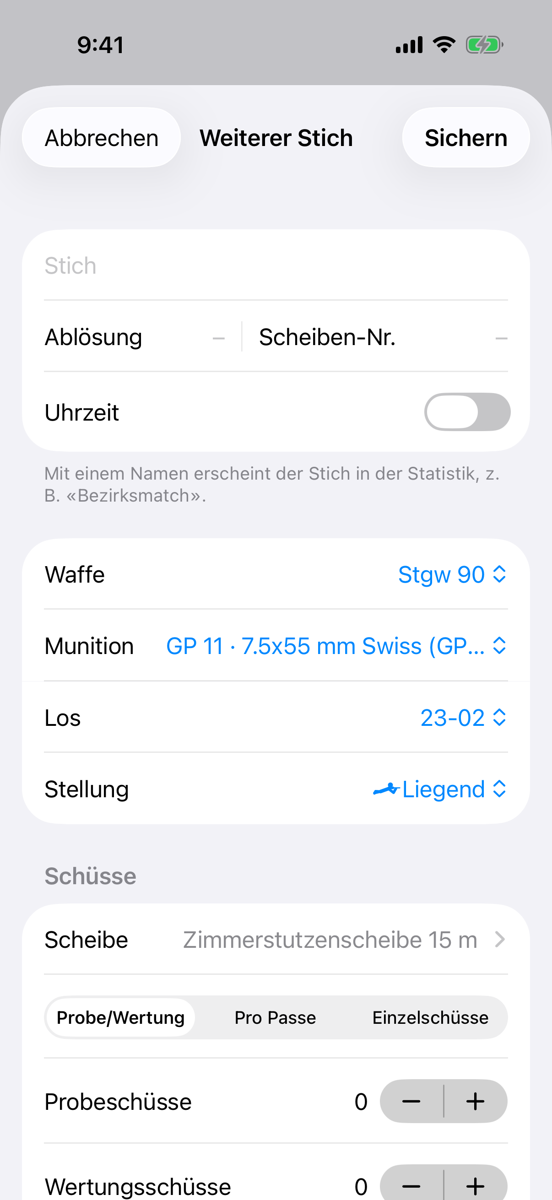 9:41
Abbrechen Weiterer Stich Sichern
Stich
Ablösung – Scheiben-Nr. –
Uhrzeit
Mit einem Namen erscheint der Stich in der Statistik, z.
B. «Bezirksmatch».
Waffe Stgw 90
Munition GP 11 · 7.5x55 mm Swiss (GP...
Los 23-02
Stellung Liegend
Schüsse
Scheibe Zimmerstutzenscheibe 15 m
Probe/Wertung Pro Passe Einzelschüsse
Probeschüsse 0 − +
Wertungsschüsse 0 − +